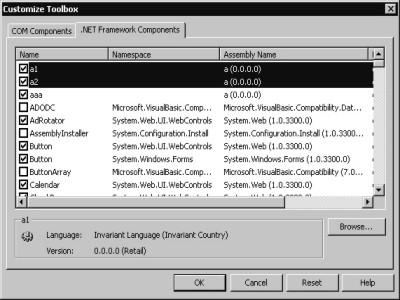 Customize Toolbox
COM Components .NET Framework Components
Name Namespace Assembly Name
a1 a (0.0.0.0)
a2 a (0.0.0.0)
aaa a (0.0.0.0)
ADODC Microsoft.VisualBasic.Comp... Microsoft.VisualBasic.Compatibility.Dat...
AdRotator System.Web.UI.WebControls System.Web (1.0.3300.0)
AssemblyInstaller System.Configuration.Install System.Configuration.Install (1.0.3300...
Button System.Web.UI.WebControls System.Web (1.0.3300.0)
Button System.Windows.Forms System.Windows.Forms (1.0.3300.0)
ButtonArray Microsoft.VisualBasic.Comp... Microsoft.VisualBasic.Compatibility (7.0...
Calendar System.Web.UI.WebControls System.Web (1.0.3300.0)
a1
Language: Invariant Language (Invariant Country)
Version: 0.0.0.0 (Retail)
Browse...
OK Cancel Reset Help